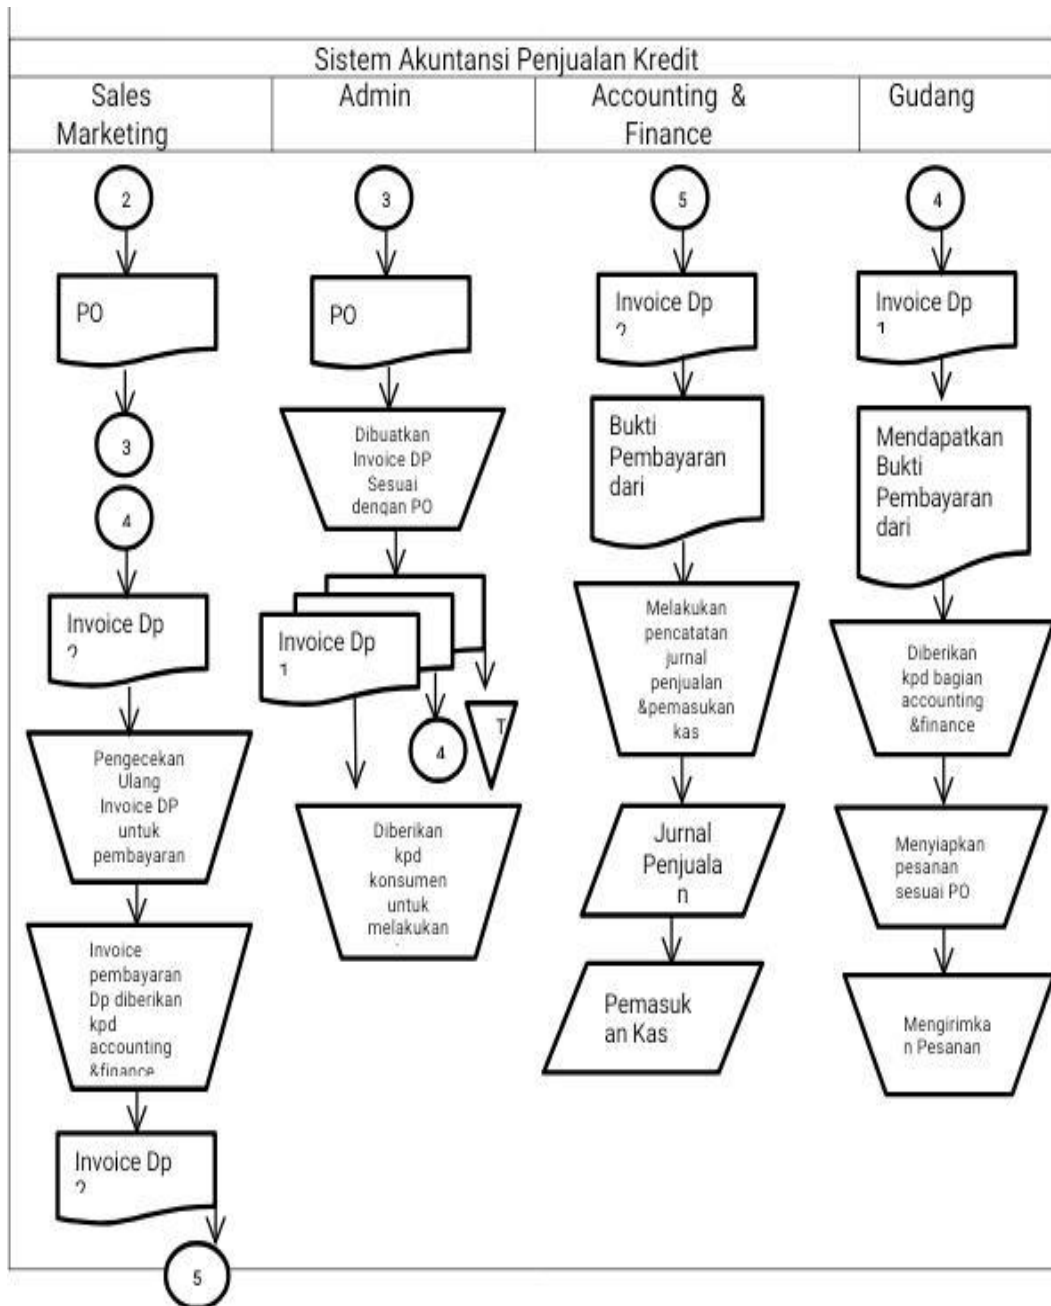 Sistem Akuntansi Penjualan Kredit
Sales
Marketing
Admin
Accounting &
Finance
Gudang
2
PO
3
4
Invoice Dp
Pengecekan
Ulang
Invoice DP
untuk
pembayaran
Invoice
pembayaran
Dp diberikan
kpd
accounting
&finance
Invoice Dp
5
3
PO
Dibuatkan
Invoice DP
Sesuai
dengan PO
Invoice Dp
4
T
Diberikan
kpd
konsumen
untuk
melakukan
5
Invoice Dp
Bukti
Pembayaran
dari
Melakukan
pencatatan
jurnal
penjualan
&pemasukan
kas
Jurnal
Penjuala
n
Pemasuk
an Kas
4
Invoice Dp
Mendapatkan
Bukti
Pembayaran
dari
Diberikan
kpd bagian
accounting
&finance
Menyiapkan
pesanan
sesuai PO
Mengirimka
n Pesanan